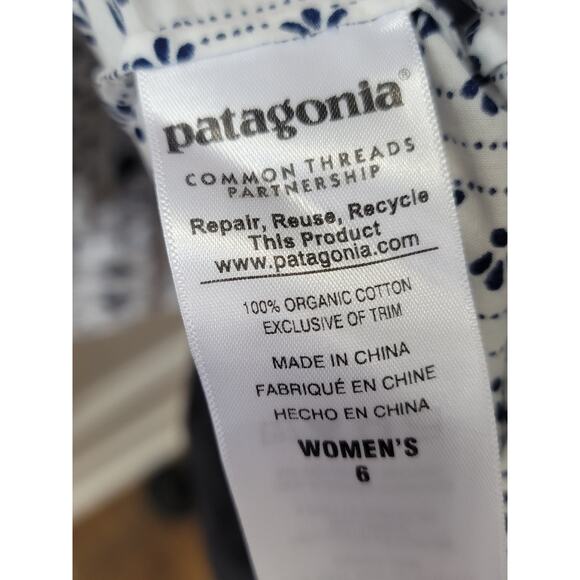 patagonia®
COMMON THREADS
PARTNERSHIP
Repair, Reuse, Recycle
This Product
www.patagonia.com
100% ORGANIC COTTON
EXCLUSIVE OF TRIM
MADE IN CHINA
FABRIQUÉ EN CHINE
HECHO EN CHINA
WOMEN'S
6